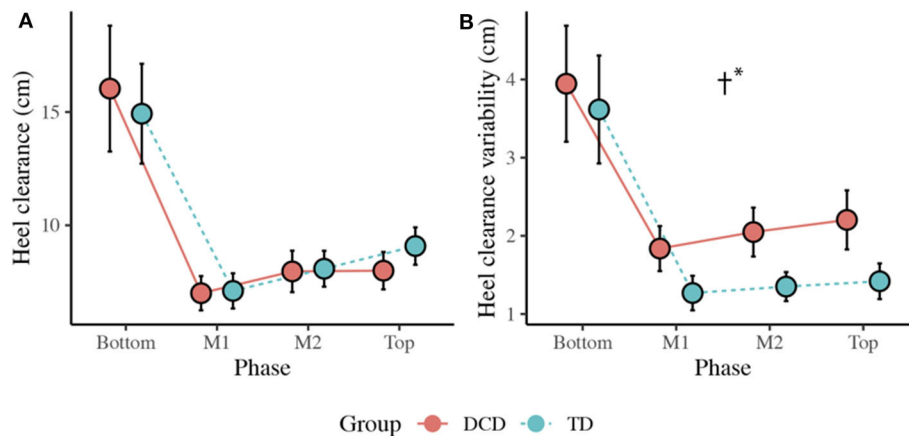 A
Heel clearance (cm)
15
10
Bottom M1 M2 Top
Phase
B
Heel clearance variability (cm)
†*
4
3
2
1
Bottom M1 M2 Top
Phase
Group DCD TD